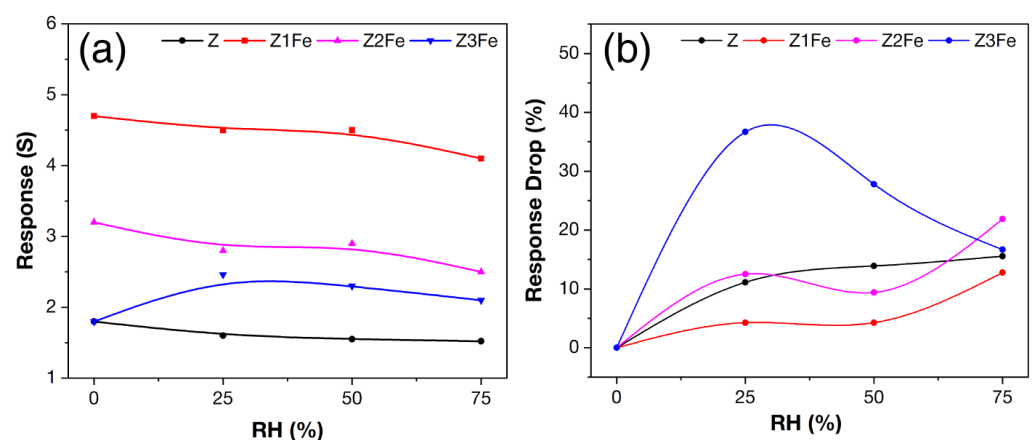 (a)
Z Z1Fe Z2Fe Z3Fe
Response (S)
6
5
4
3
2
1
0 25 50 75
RH (%)
(b)
Z Z1Fe Z2Fe Z3Fe
Response Drop (%)
50
40
30
20
10
0
0 25 50 75
RH (%)